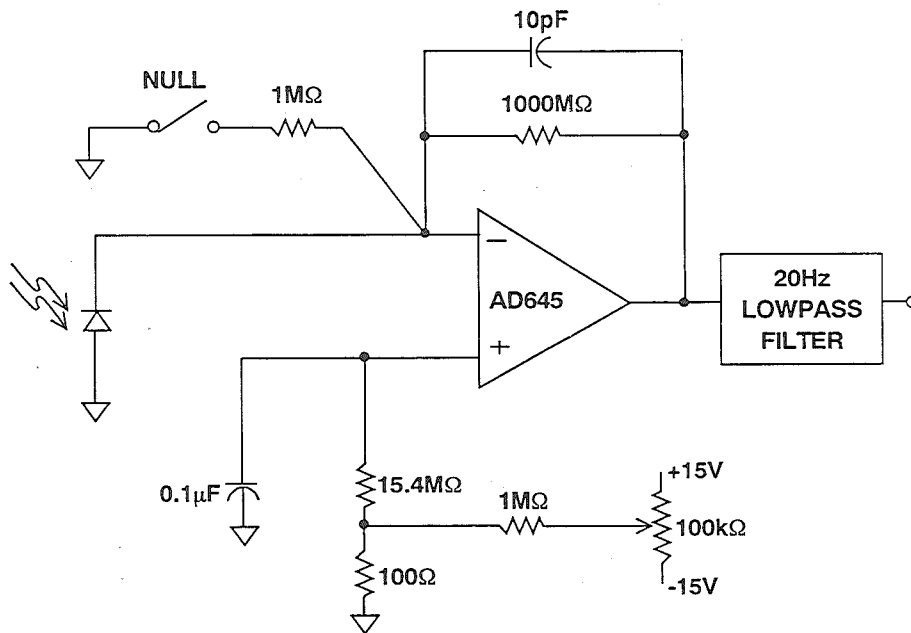 10pF
NULL
1MΩ
1000MΩ
−
AD645
+
20Hz
LOWPASS
FILTER
0.1µF
15.4MΩ
1MΩ
+15V
100kΩ
-15V
100Ω